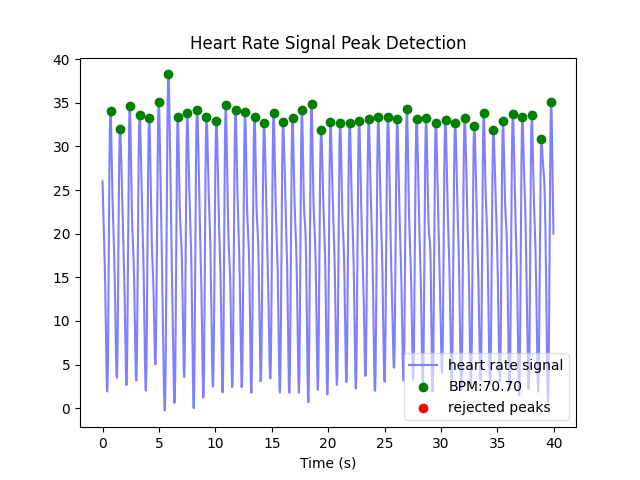 Heart Rate Signal Peak Detection
40
35
30
25
20
15
10
5
0
heart rate signal
BPM:70.70
rejected peaks
0 5 10 15 20 25 30 35 40
Time (s)